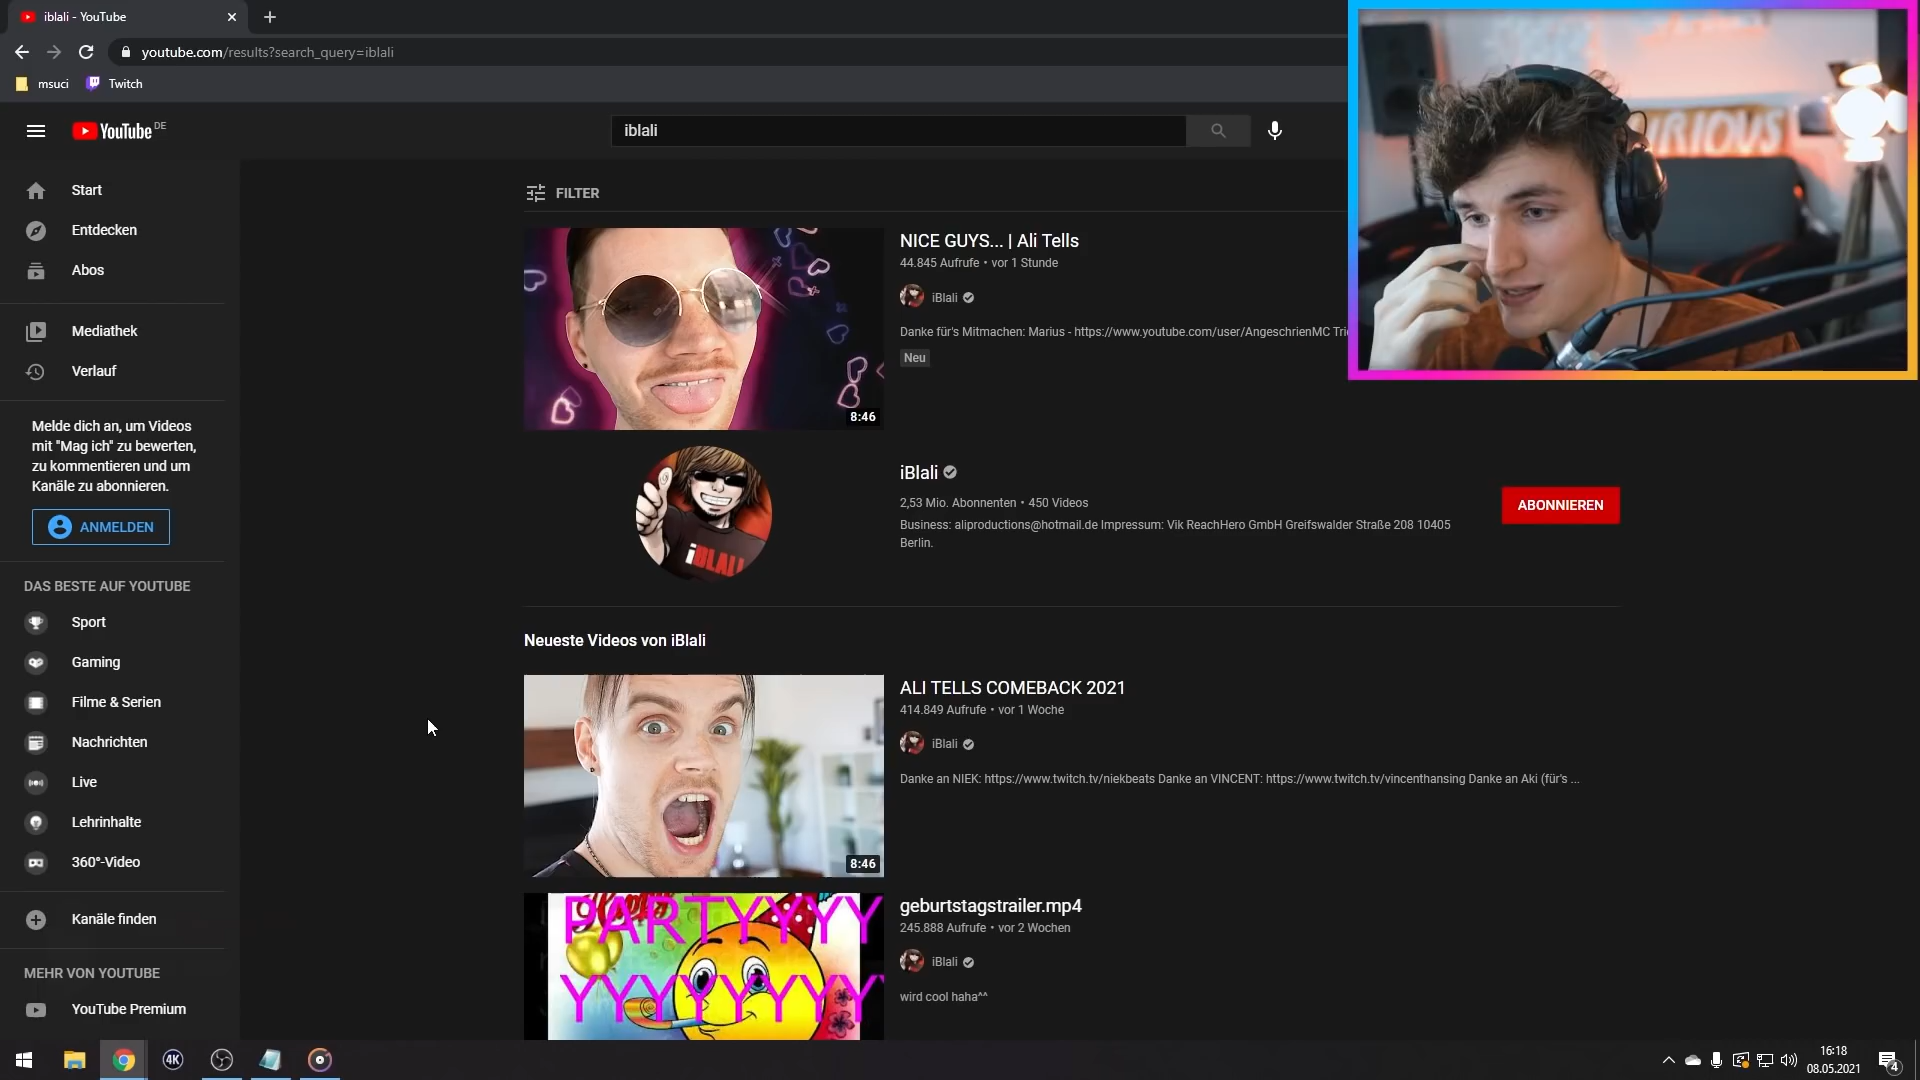 iblali - YouTube
youtube.com/results?search_query=iblali
msuci
Twitch
YouTube DE
iblali
Start
Entdecken
Abos
Mediathek
Verlauf
Melde dich an, um Videos
mit "Mag ich" zu bewerten,
zu kommentieren und um
Kanäle zu abonnieren.
ANMELDEN
DAS BESTE AUF YOUTUBE
Sport
Gaming
Filme & Serien
Nachrichten
Live
Lehrinhalte
360°-Video
Kanäle finden
MEHR VON YOUTUBE
YouTube Premium
FILTER
8:46
NICE GUYS... | Ali Tells
44.845 Aufrufe • vor 1 Stunde
iBlali
Danke für's Mitmachen: Marius - https://www.youtube.com/user/AngeschrienMC
Neu
iBLALI
iBlali
2,53 Mio. Abonnenten • 450 Videos
Business: aliproductions@hotmail.de Impressum: Vik ReachHero GmbH Greifswalder Straße 208 10405
Berlin.
ABONNIEREN
Neueste Videos von iBlali
8:46
ALI TELLS COMEBACK 2021
414.849 Aufrufe • vor 1 Woche
iBlali
Danke an NIEK: https://www.twitch.tv/niekbeats Danke an VINCENT: https://www.twitch.tv/vincenthansing Danke an Aki (für's ...
PARTYYYY
YYYYYYYY
geburtstagstrailer.mp4
245.888 Aufrufe • vor 2 Wochen
iBlali
wird cool haha^^
4K
16:18
08.05.2021
4